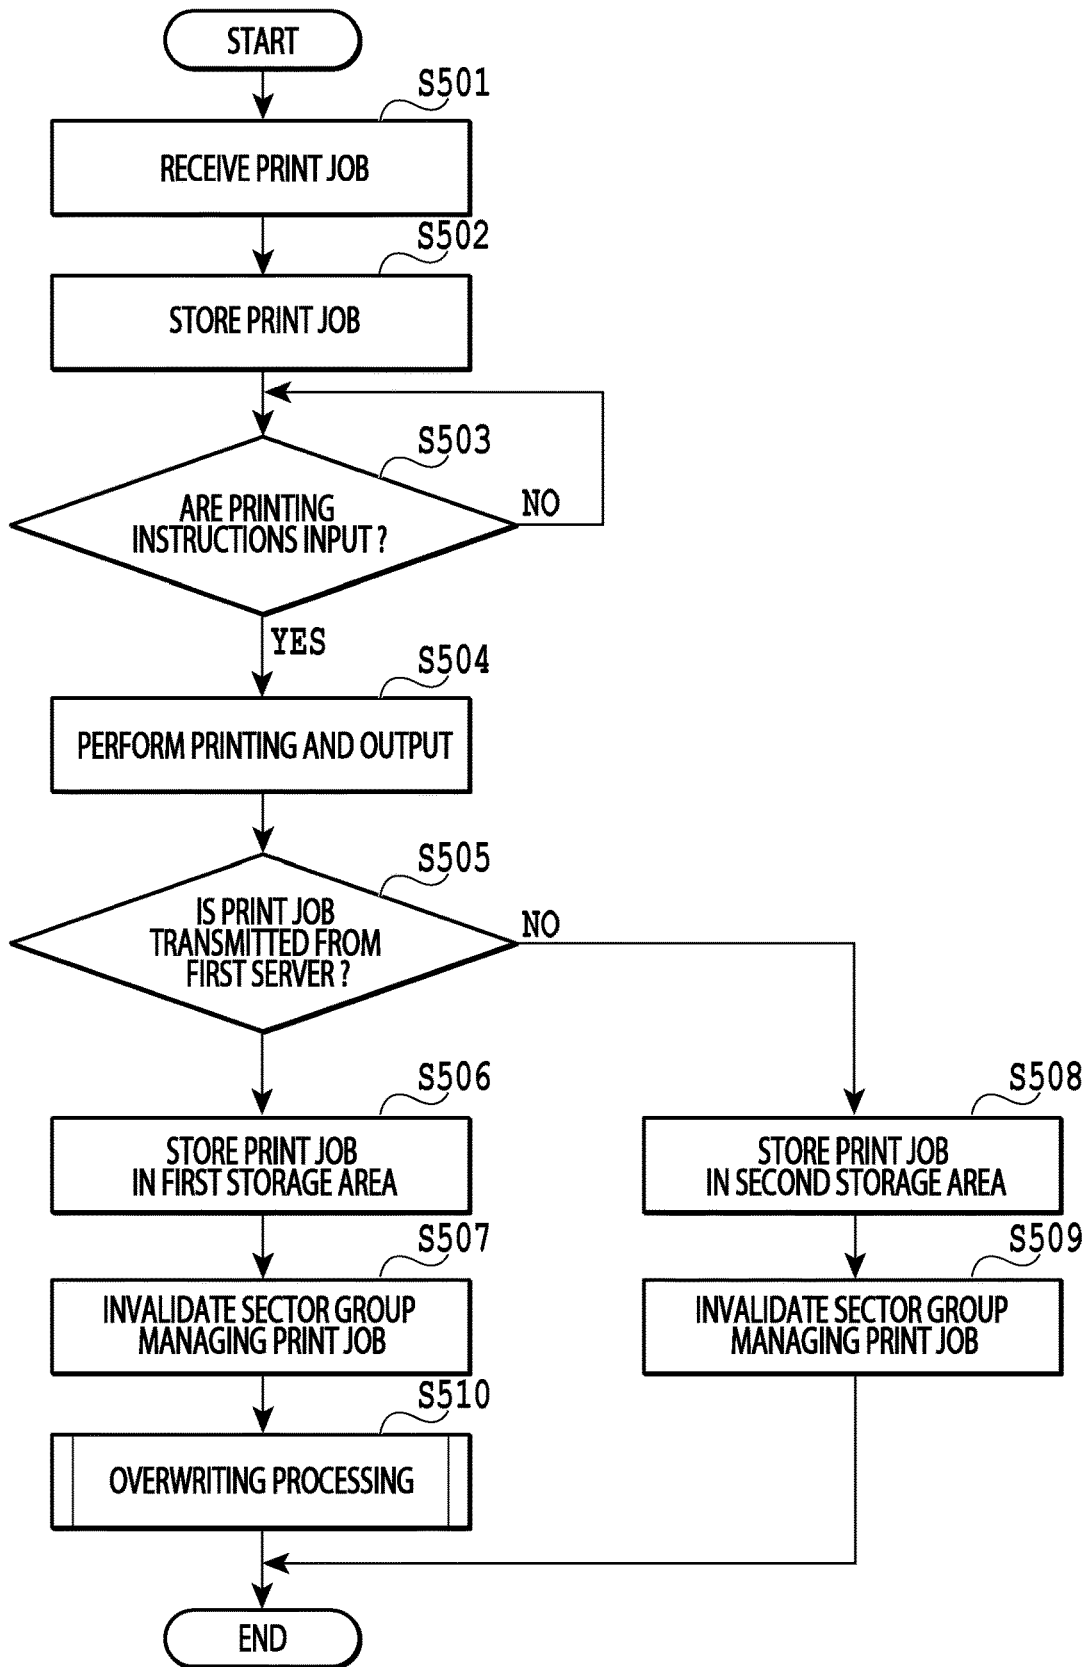 START
S501
RECEIVE PRINT JOB
S502
STORE PRINT JOB
S503
ARE PRINTING
INSTRUCTIONS INPUT ?
NO
YES
S504
PERFORM PRINTING AND OUTPUT
S505
IS PRINT JOB
TRANSMITTED FROM
FIRST SERVER ?
NO
S506
STORE PRINT JOB
IN FIRST STORAGE AREA
S508
STORE PRINT JOB
IN SECOND STORAGE AREA
S507
INVALIDATE SECTOR GROUP
MANAGING PRINT JOB
S509
INVALIDATE SECTOR GROUP
MANAGING PRINT JOB
S510
OVERWRITING PROCESSING
END